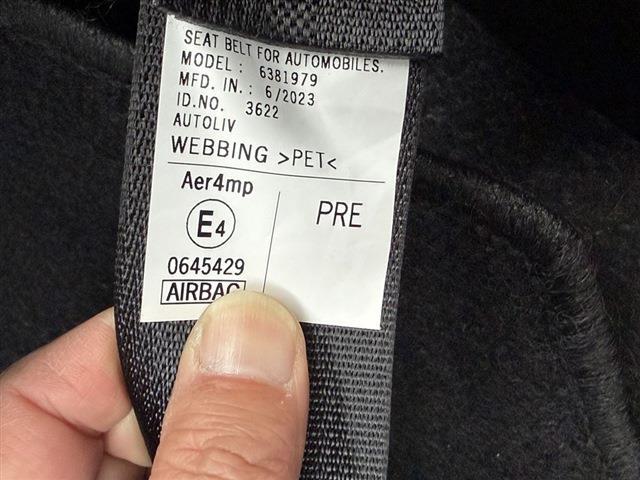 SEAT BELT FOR AUTOMOBILES.
MODEL : 6381979
MFD. IN. : 6/2023
ID.NO. 3622
AUTOLIV
WEBBING >PET<
Aer4mp
E4
PRE
0645429
AIRBAG